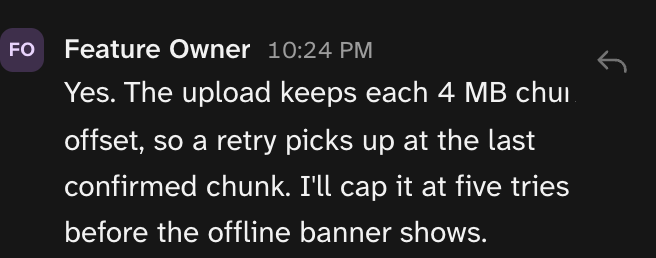 FO
Feature Owner 10:24 PM
Yes. The upload keeps each 4 MB
offset, so a retry picks up at the last
confirmed chunk. I'll cap it at five tries
before the offline banner shows.